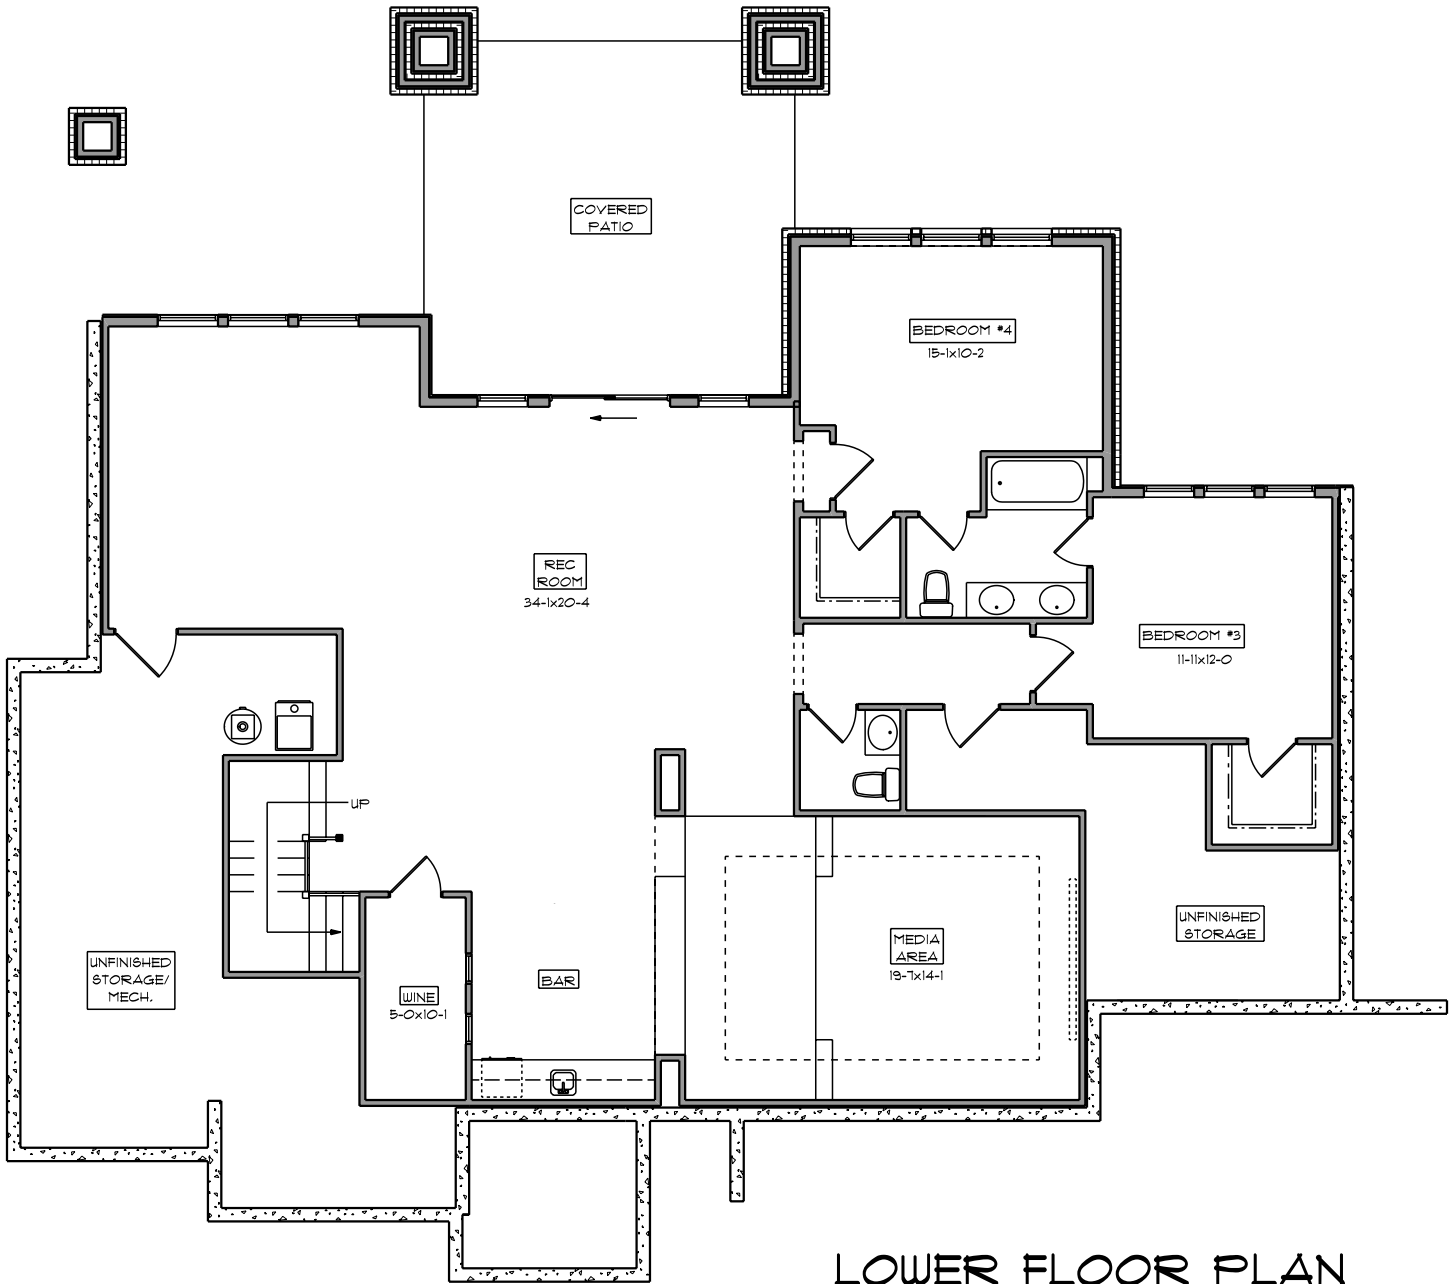 COVERED
PATIO
BEDROOM #4
15-1x10-2
REC
ROOM
34-1x20-4
BEDROOM #3
11-11x12-0
UP
UNFINISHED
STORAGE
MEDIA
AREA
19-7x14-1
UNFINISHED
STORAGE/
MECH.
BAR
WINE
5-0x10-1
LOWER FLOOR PLAN